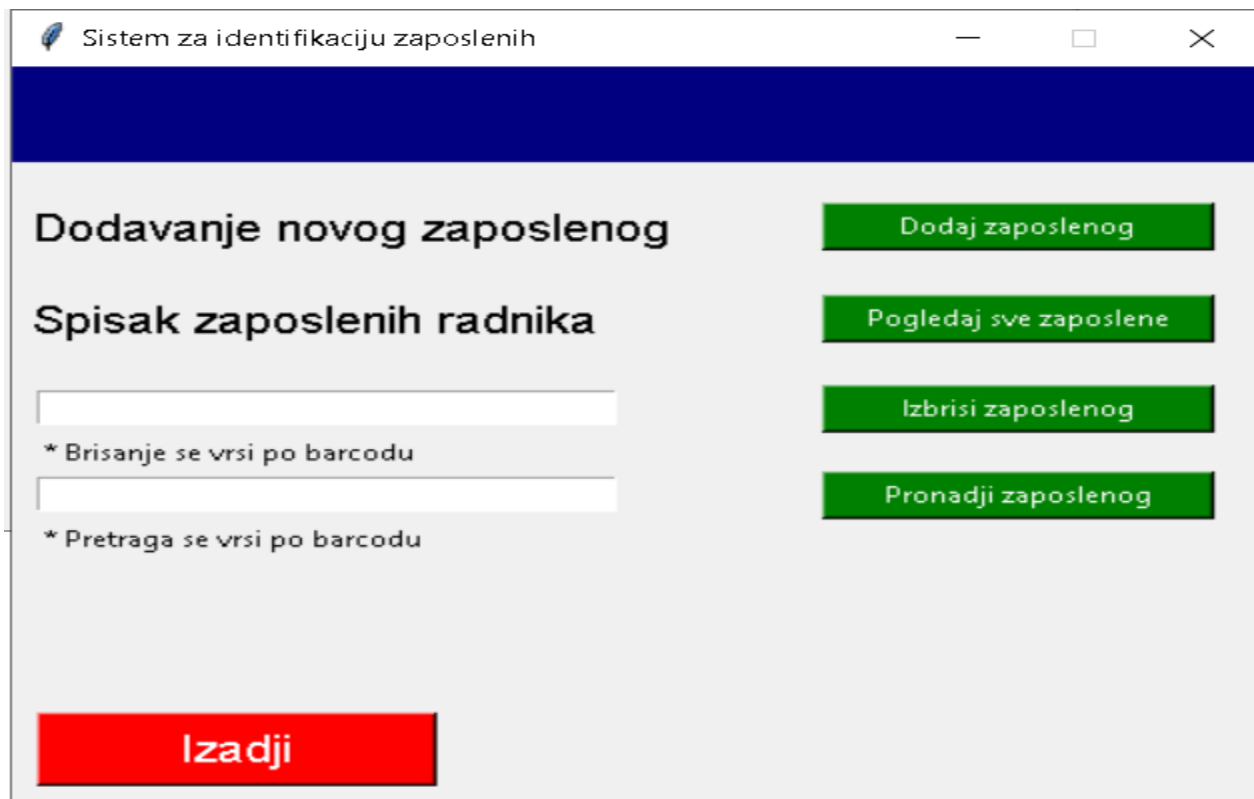 Sistem za identifikaciju zaposlenih
Dodavanje novog zaposlenog
Dodaj zaposlenog
Spisak zaposlenih radnika
Pogledaj sve zaposlene
Izbrisi zaposlenog
* Brisanje se vrsi po barcodu
Pronadji zaposlenog
* Pretraga se vrsi po barcodu
Izadji